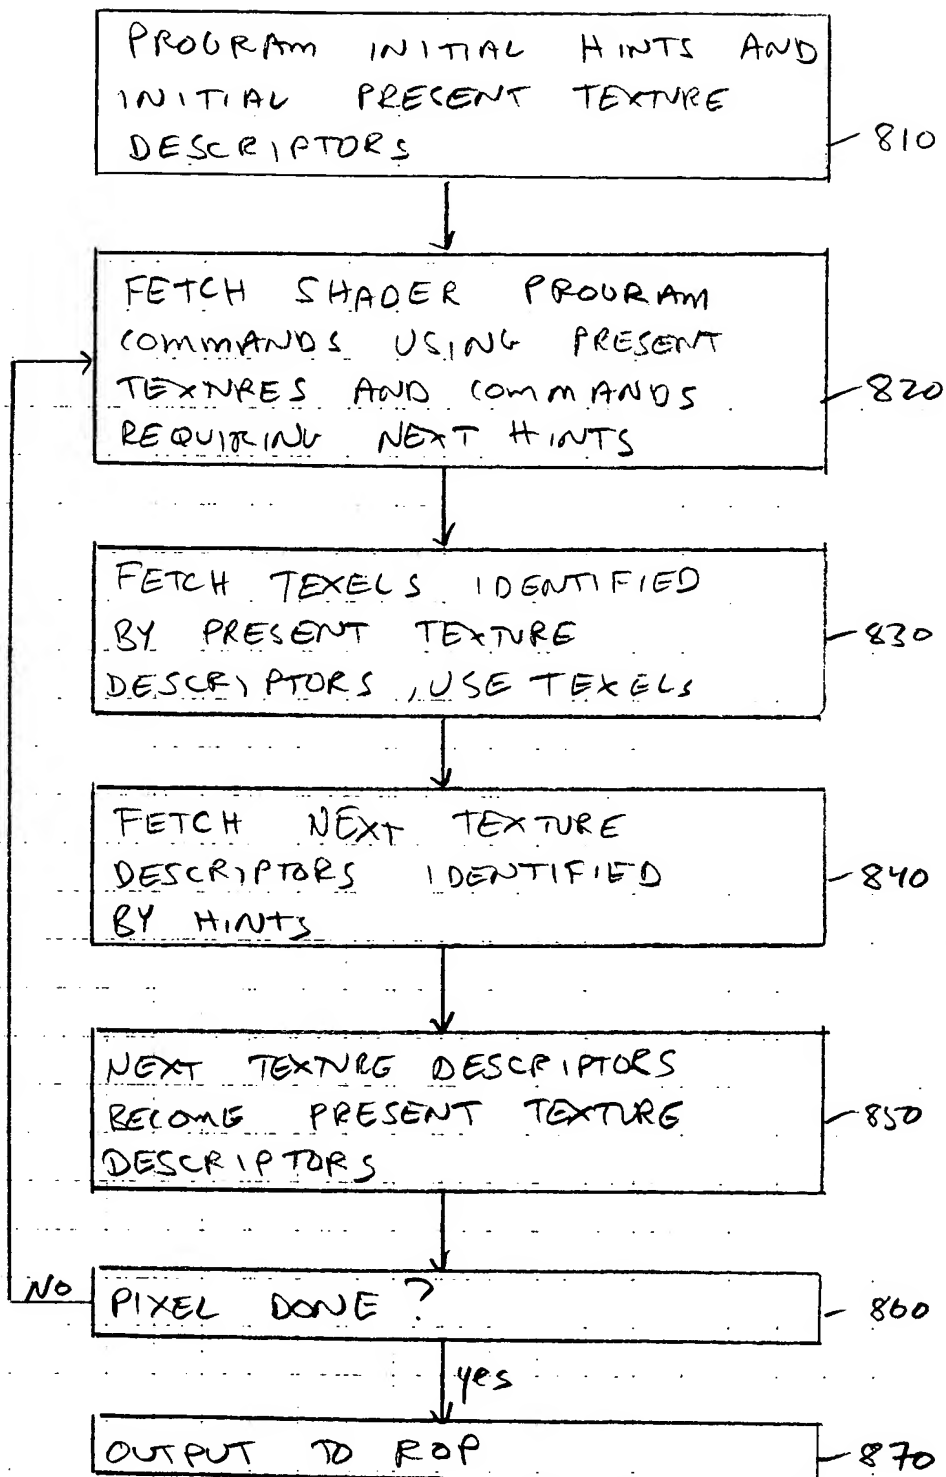 PROGRAM INITIAL HINTS AND
INITIAL PRESENT TEXTURE
DESCRIPTORS
810
FETCH SHADER PROGRAM
COMMANDS USING PRESENT
TEXTURES AND COMMANDS
REQUIRING NEXT HINTS
820
FETCH TEXELS IDENTIFIED
BY PRESENT TEXTURE
DESCRIPTORS, USE TEXELS
830
FETCH NEXT TEXTURE
DESCRIPTORS IDENTIFIED
BY HINTS
840
NEXT TEXTURE DESCRIPTORS
BECOME PRESENT TEXTURE
DESCRIPTORS
850
NO
PIXEL DONE?
860
yes
OUTPUT TO ROP
870